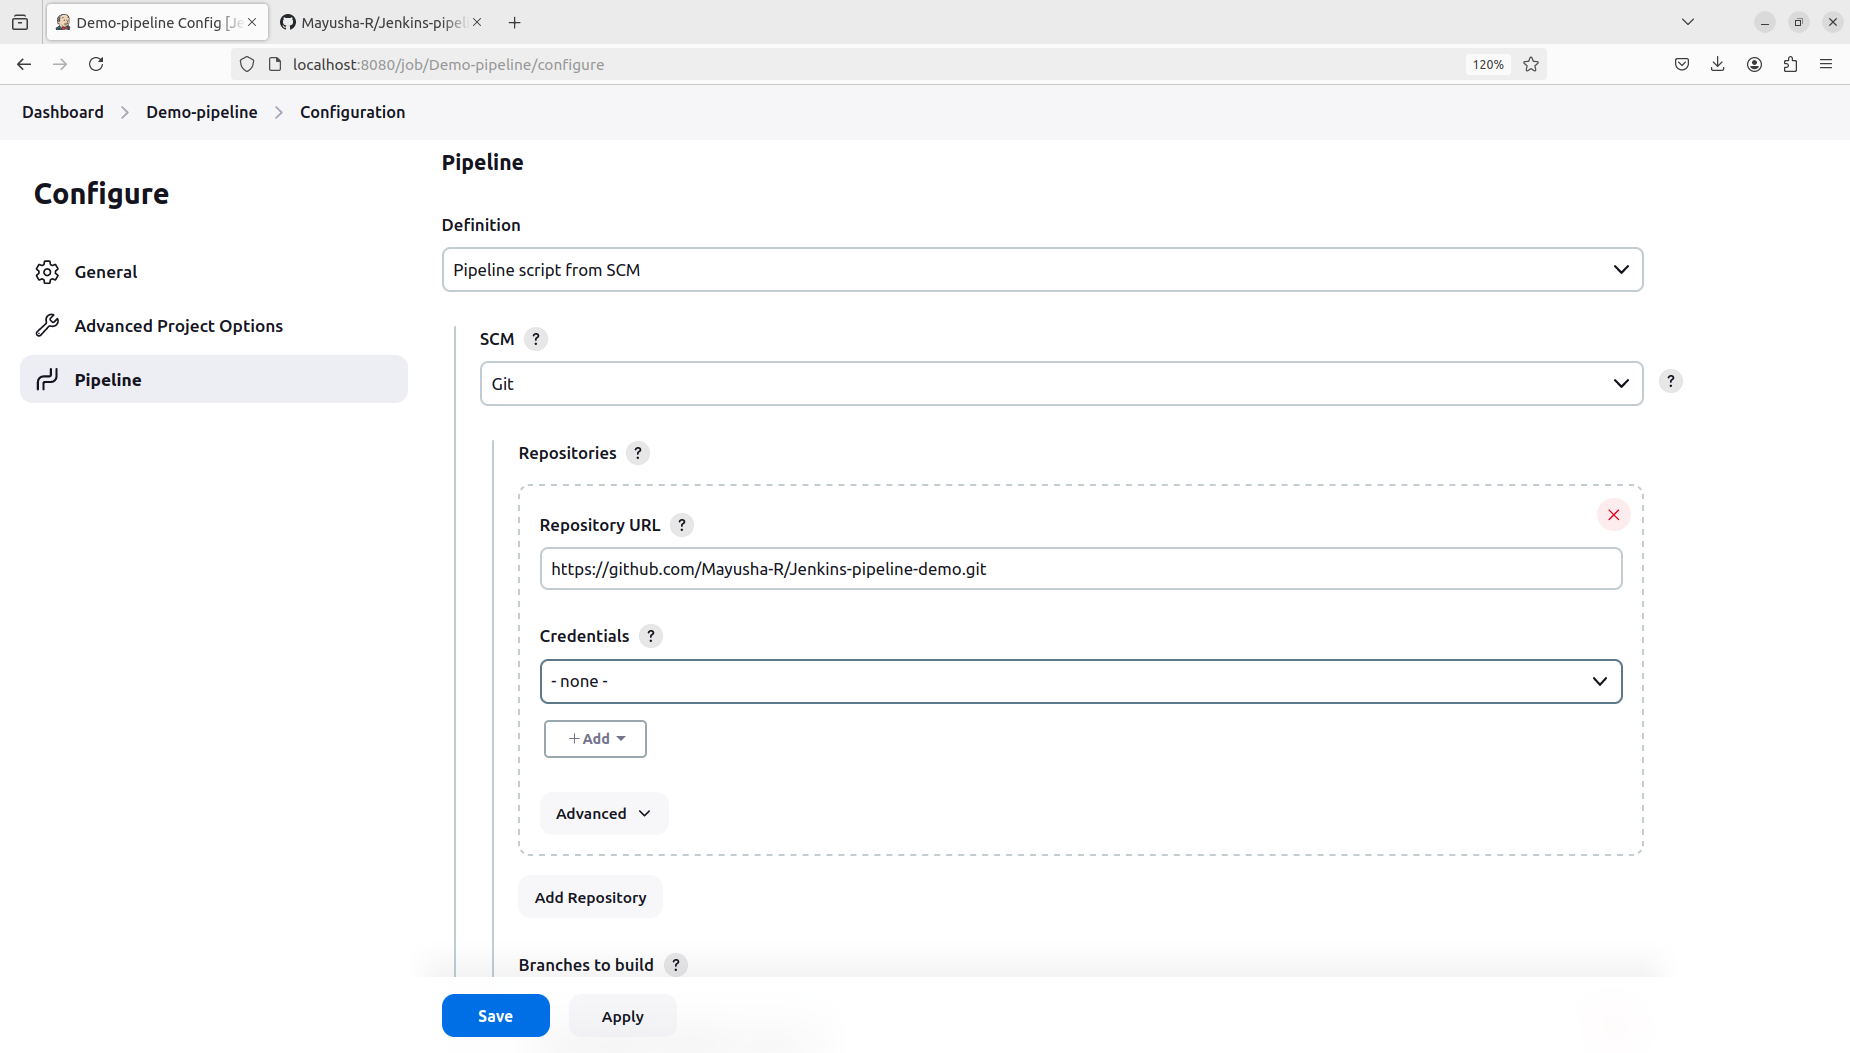 Demo-pipeline Config [Je
Mayusha-R/Jenkins-pipel
localhost:8080/job/Demo-pipeline/configure
120%
Dashboard > Demo-pipeline > Configuration
Configure
General
Advanced Project Options
Pipeline
Pipeline
Definition
Pipeline script from SCM
SCM ?
Git
?
Repositories ?
Repository URL ?
https://github.com/Mayusha-R/Jenkins-pipeline-demo.git
Credentials ?
- none -
+ Add
Advanced
Add Repository
Branches to build ?
Save
Apply